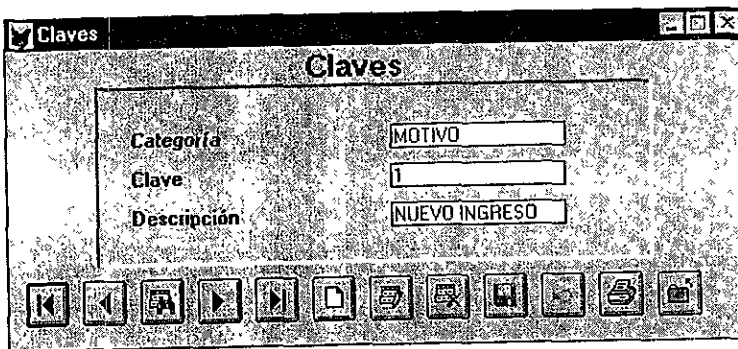 Claves
Claves
Categoría MOTIVO
Clave 1
Descripción NUEVO INGRESO